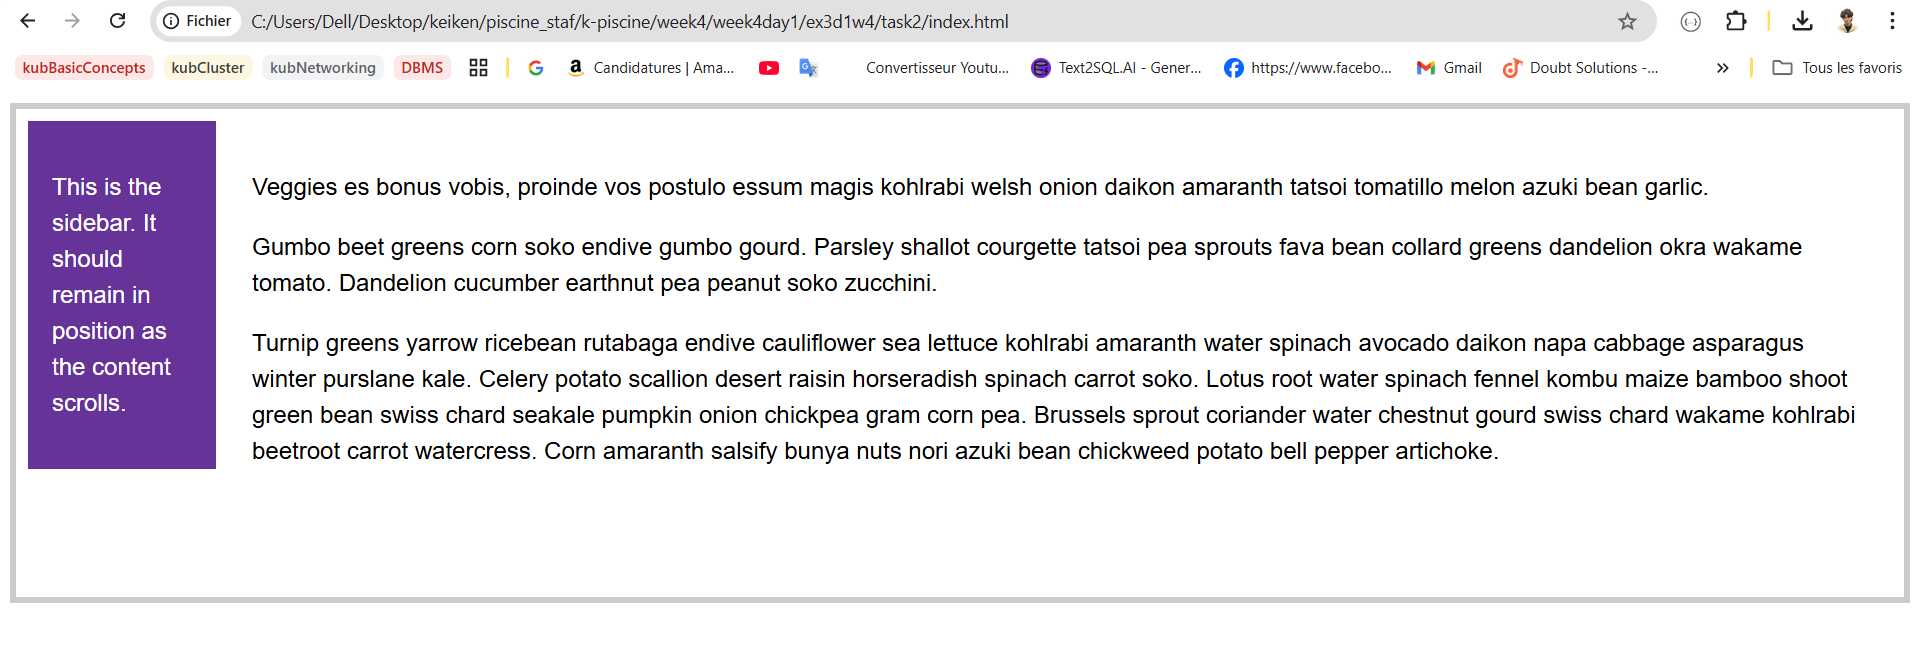 Fichier C:/Users/Dell/Desktop/keiken/piscine_staf/k-piscine/week4/week4day1/ex3d1w4/task2/index.html
kubBasicConcepts kubCluster kubNetworking DBMS Candidatures | Ama... Convertisseur Youtu... Text2SQL.AI - Gener... https://www.facebo... Gmail Doubt Solutions -... Tous les favoris
This is the
sidebar. It
should
remain in
position as
the content
scrolls.
Veggies es bonus vobis, proinde vos postulo essum magis kohlrabi welsh onion daikon amaranth tatsoi tomatillo melon azuki bean garlic.
Gumbo beet greens corn soko endive gumbo gourd. Parsley shallot courgette tatsoi pea sprouts fava bean collard greens dandelion okra wakame
tomato. Dandelion cucumber earthnut pea peanut soko zucchini.
Turnip greens yarrow ricebean rutabaga endive cauliflower sea lettuce kohlrabi amaranth water spinach avocado daikon napa cabbage asparagus
winter purslane kale. Celery potato scallion desert raisin horseradish spinach carrot soko. Lotus root water spinach fennel kombu maize bamboo shoot
green bean swiss chard seakale pumpkin onion chickpea gram corn pea. Brussels sprout coriander water chestnut gourd swiss chard wakame kohlrabi
beetroot carrot watercress. Corn amaranth salsify bunya nuts nori azuki bean chickweed potato bell pepper artichoke.